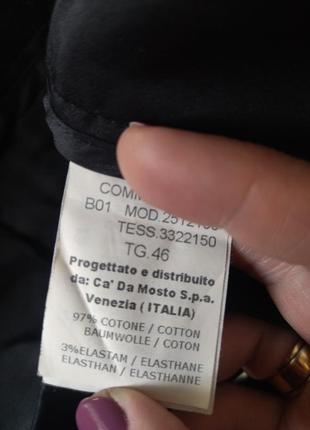 B01 MOD.
TESS.3322150
TG.46
Progettato e distribuito
da: Ca' Da Mosto S.p.a.
Venezia ( ITALIA)
97% COTONE / COTTON
BAUMWOLLE / COTON
3%ELASTAM / ELASTHANE
ELASTHAN / ELASTHANNE